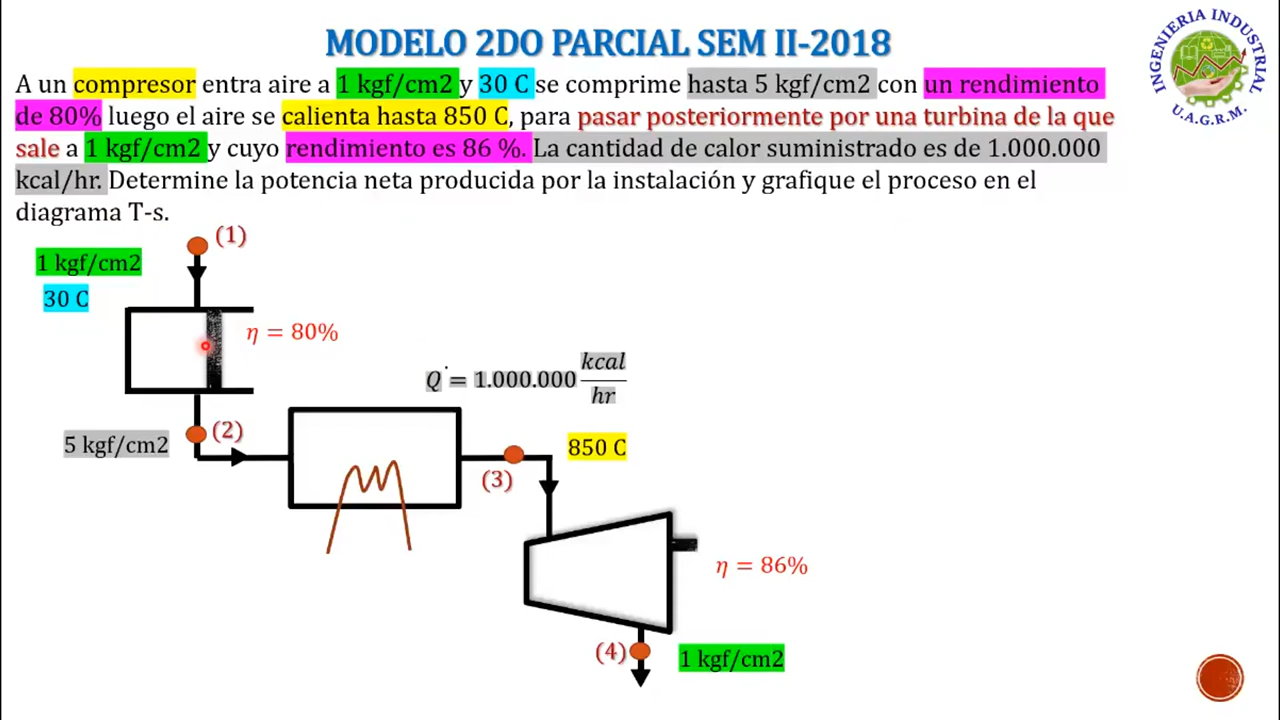 MODELO 2DO PARCIAL SEM II-2018
INGENIERIA INDUSTRIAL
U.A.G.R.M.
A un compresor entra aire a 1 kgf/cm2 y 30 C se comprime hasta 5 kgf/cm2 con un rendimiento
de 80% luego el aire se calienta hasta 850 C, para pasar posteriormente por una turbina de la que
sale a 1 kgf/cm2 y cuyo rendimiento es 86 %. La cantidad de calor suministrado es de 1.000.000
kcal/hr. Determine la potencia neta producida por la instalación y grafique el proceso en el
diagrama T-s.
(1)
1 kgf/cm2
30 C
η = 80%
Q̇ = 1.000.000 kcal/hr
(2)
5 kgf/cm2
850 C
(3)
η = 86%
(4)
1 kgf/cm2